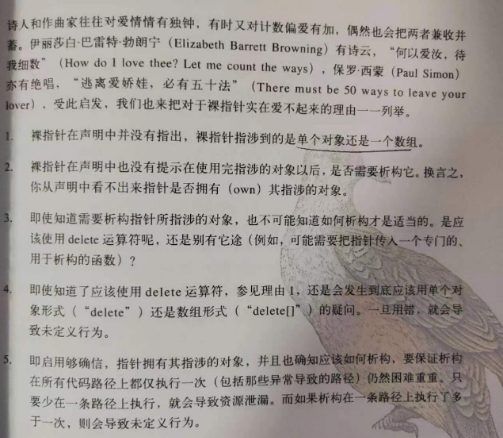 诗人和作曲家往往对爱情情有独钟，有时又对计数偏爱有加，偶然也会把两者兼收并
蓄。伊丽莎白·巴雷特·勃朗宁（Elizabeth Barrett Browning）有诗云，“何以爱汝，待
我细数”（How do I love thee? Let me count the ways），保罗·西蒙（Paul Simon）
亦有绝唱，“逃离爱娇娃，必有五十法”（There must be 50 ways to leave your
lover）。受此启发，我们也来把对于裸指针实在爱不起来的理由一一列举。
1. 裸指针在声明中并没有指出，裸指针指涉到的是单个对象还是一个数组。
2. 裸指针在声明中也没有提示在使用完指涉的对象以后，是否需要析构它。换言之，
你从声明中看不出来指针是否拥有（own）其指涉的对象。
3. 即使知道需要析构指针所指涉的对象，也不可能知道如何析构才是适当的。是应
该使用 delete 运算符呢，还是别有它途（例如，可能需要把指针传入一个专门的、
用于析构的函数）？
4. 即使知道了应该使用 delete 运算符，参见理由 1，还是会发生到底应该用单个对
象形式（“delete”）还是数组形式（“delete[]”）的疑问。一旦用错，就会导
致未定义行为。
5. 即启用够确信，指针拥有其指涉的对象，并且也确知应该如何析构，要保证析构
在所有代码路径上都仅执行一次（包括那些异常导致的路径）仍然困难重重。只
要少在一条路径上执行，就会导致资源泄漏。而如果析构在一条路径上执行了多
于一次，则会导致未定义行为。